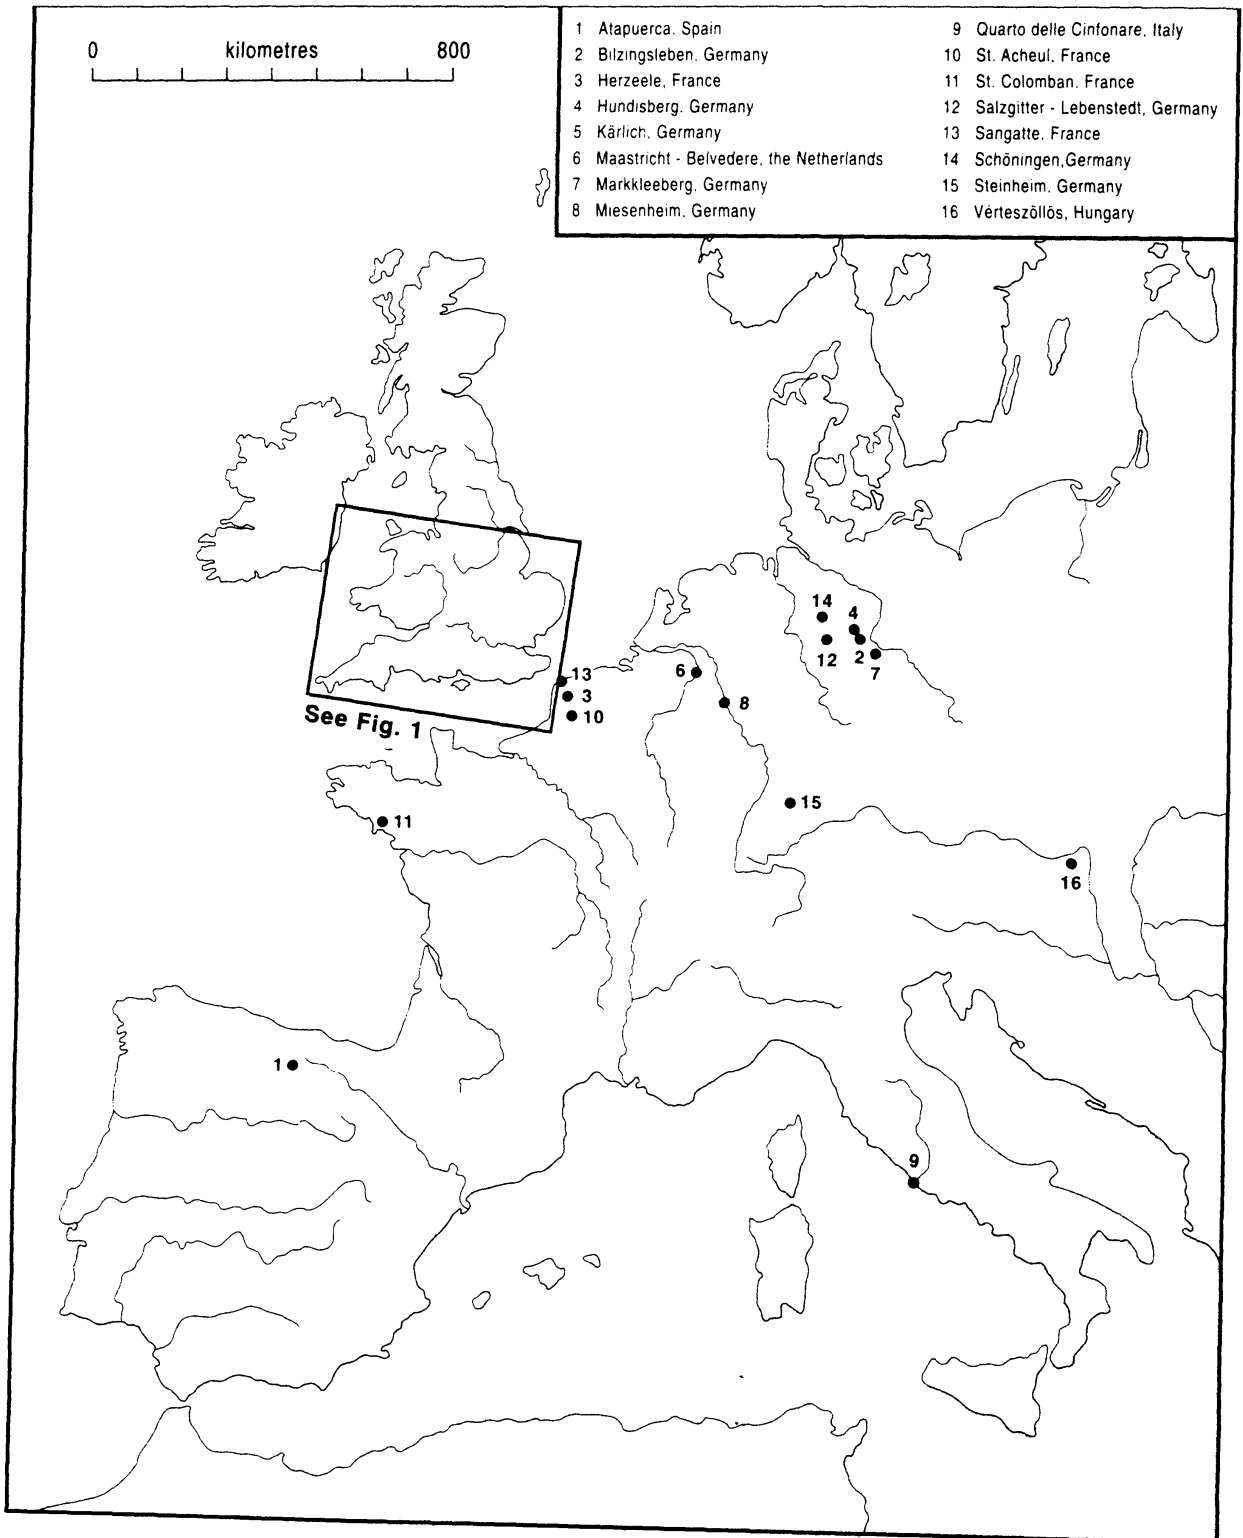 0 kilometres 800
1 Atapuerca, Spain
2 Bilzingsleben, Germany
3 Herzeele, France
4 Hundisberg, Germany
5 Kärlich, Germany
6 Maastricht - Belvedere, the Netherlands
7 Markkleeberg, Germany
8 Miesenheim, Germany
9 Quarto delle Cinfonare, Italy
10 St. Acheul, France
11 St. Colomban, France
12 Salzgitter - Lebenstedt, Germany
13 Sangatte, France
14 Schöningen, Germany
15 Steinheim, Germany
16 Vérteszöllös, Hungary
14
4
12
2
7
13
6
3
8
10
See Fig. 1
15
11
16
1
9